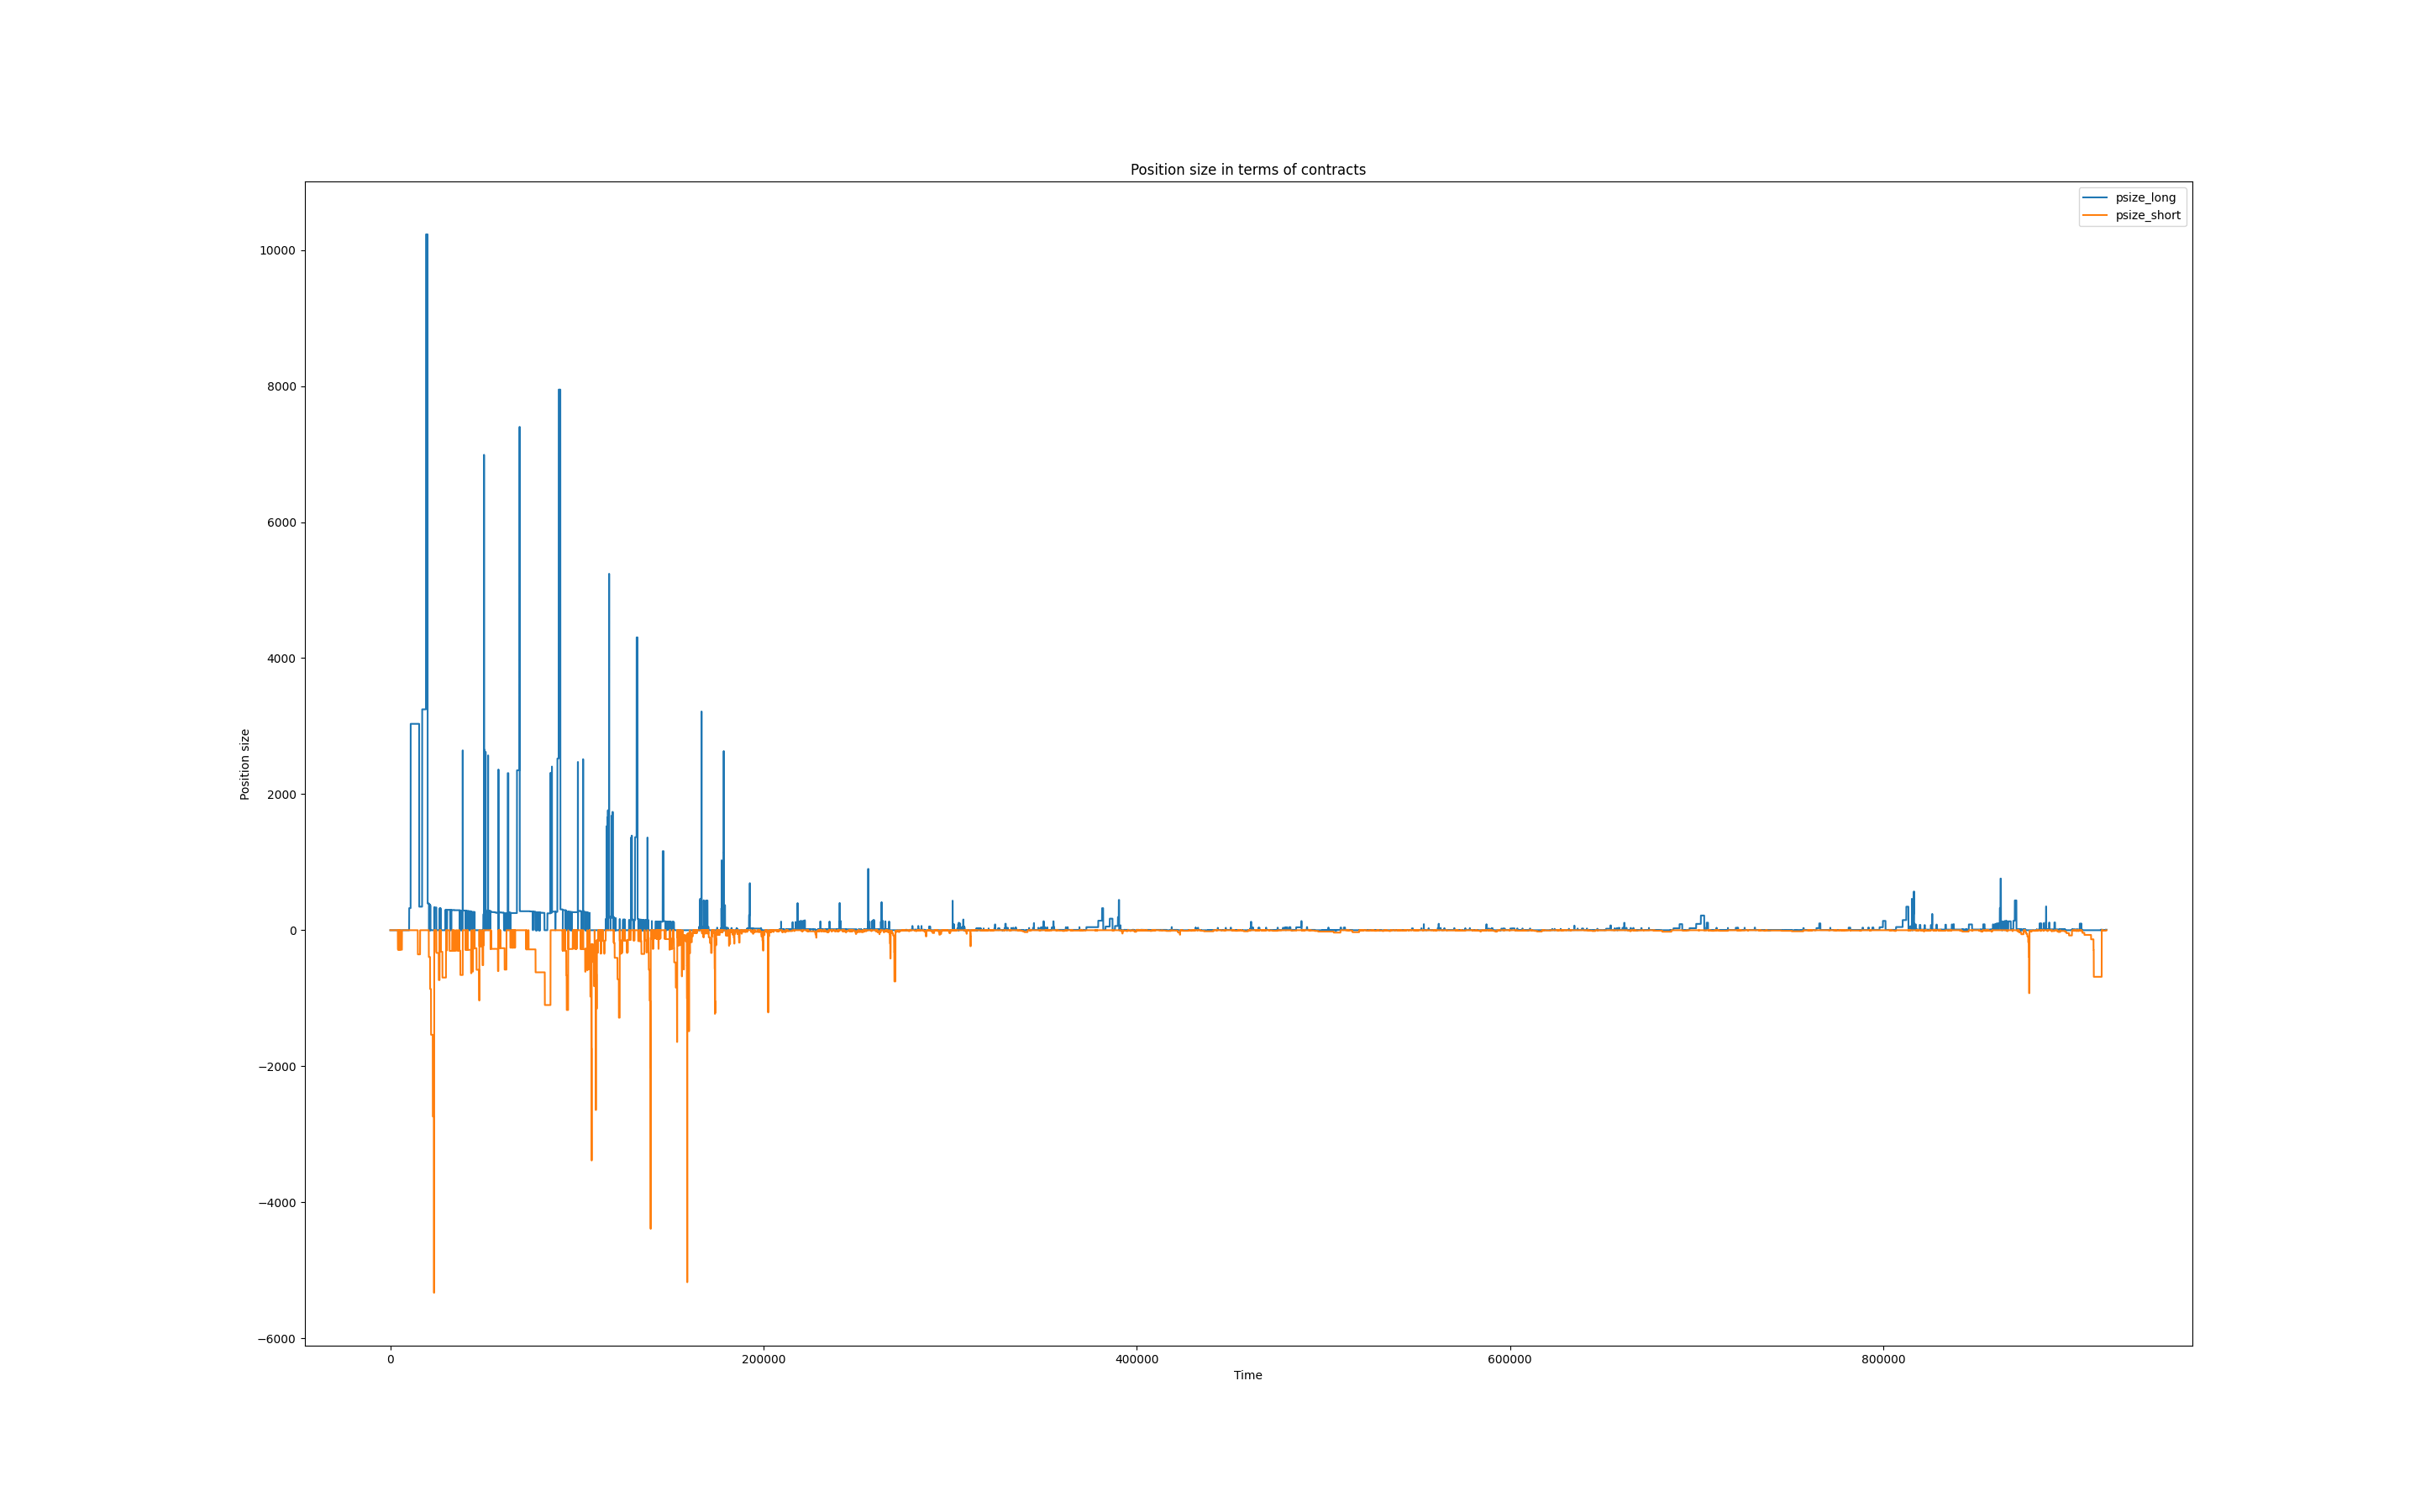 Position size in terms of contracts
psize_long
psize_short
10000
8000
6000
4000
2000
0
−2000
−4000
−6000
Position size
0
200000
400000
600000
800000
Time